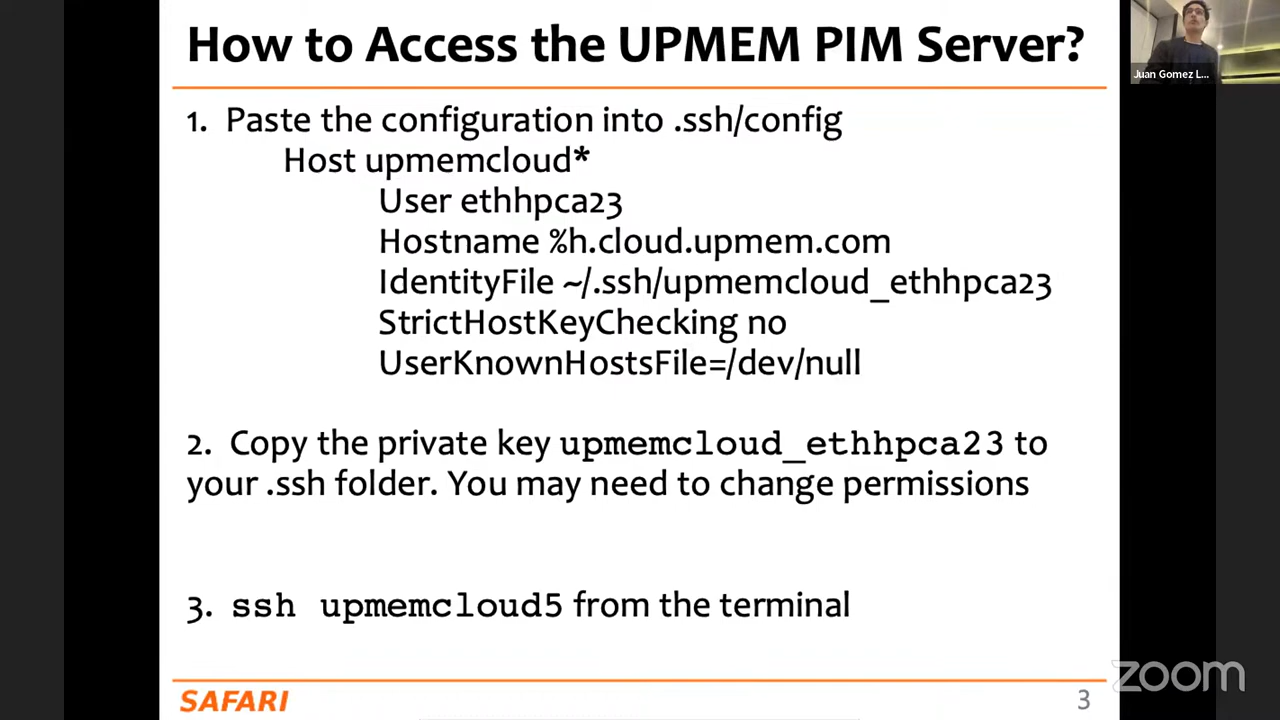 How to Access the UPMEM PIM Server?
Juan Gomez L...
1. Paste the configuration into .ssh/config
Host upmemcloud*
User ethhpca23
Hostname %h.cloud.upmem.com
IdentityFile ~/.ssh/upmemcloud_ethhpca23
StrictHostKeyChecking no
UserKnownHostsFile=/dev/null
2. Copy the private key upmemcloud_ethhpca23 to
your .ssh folder. You may need to change permissions
3. ssh upmemcloud5 from the terminal
SAFARI
3
zoom